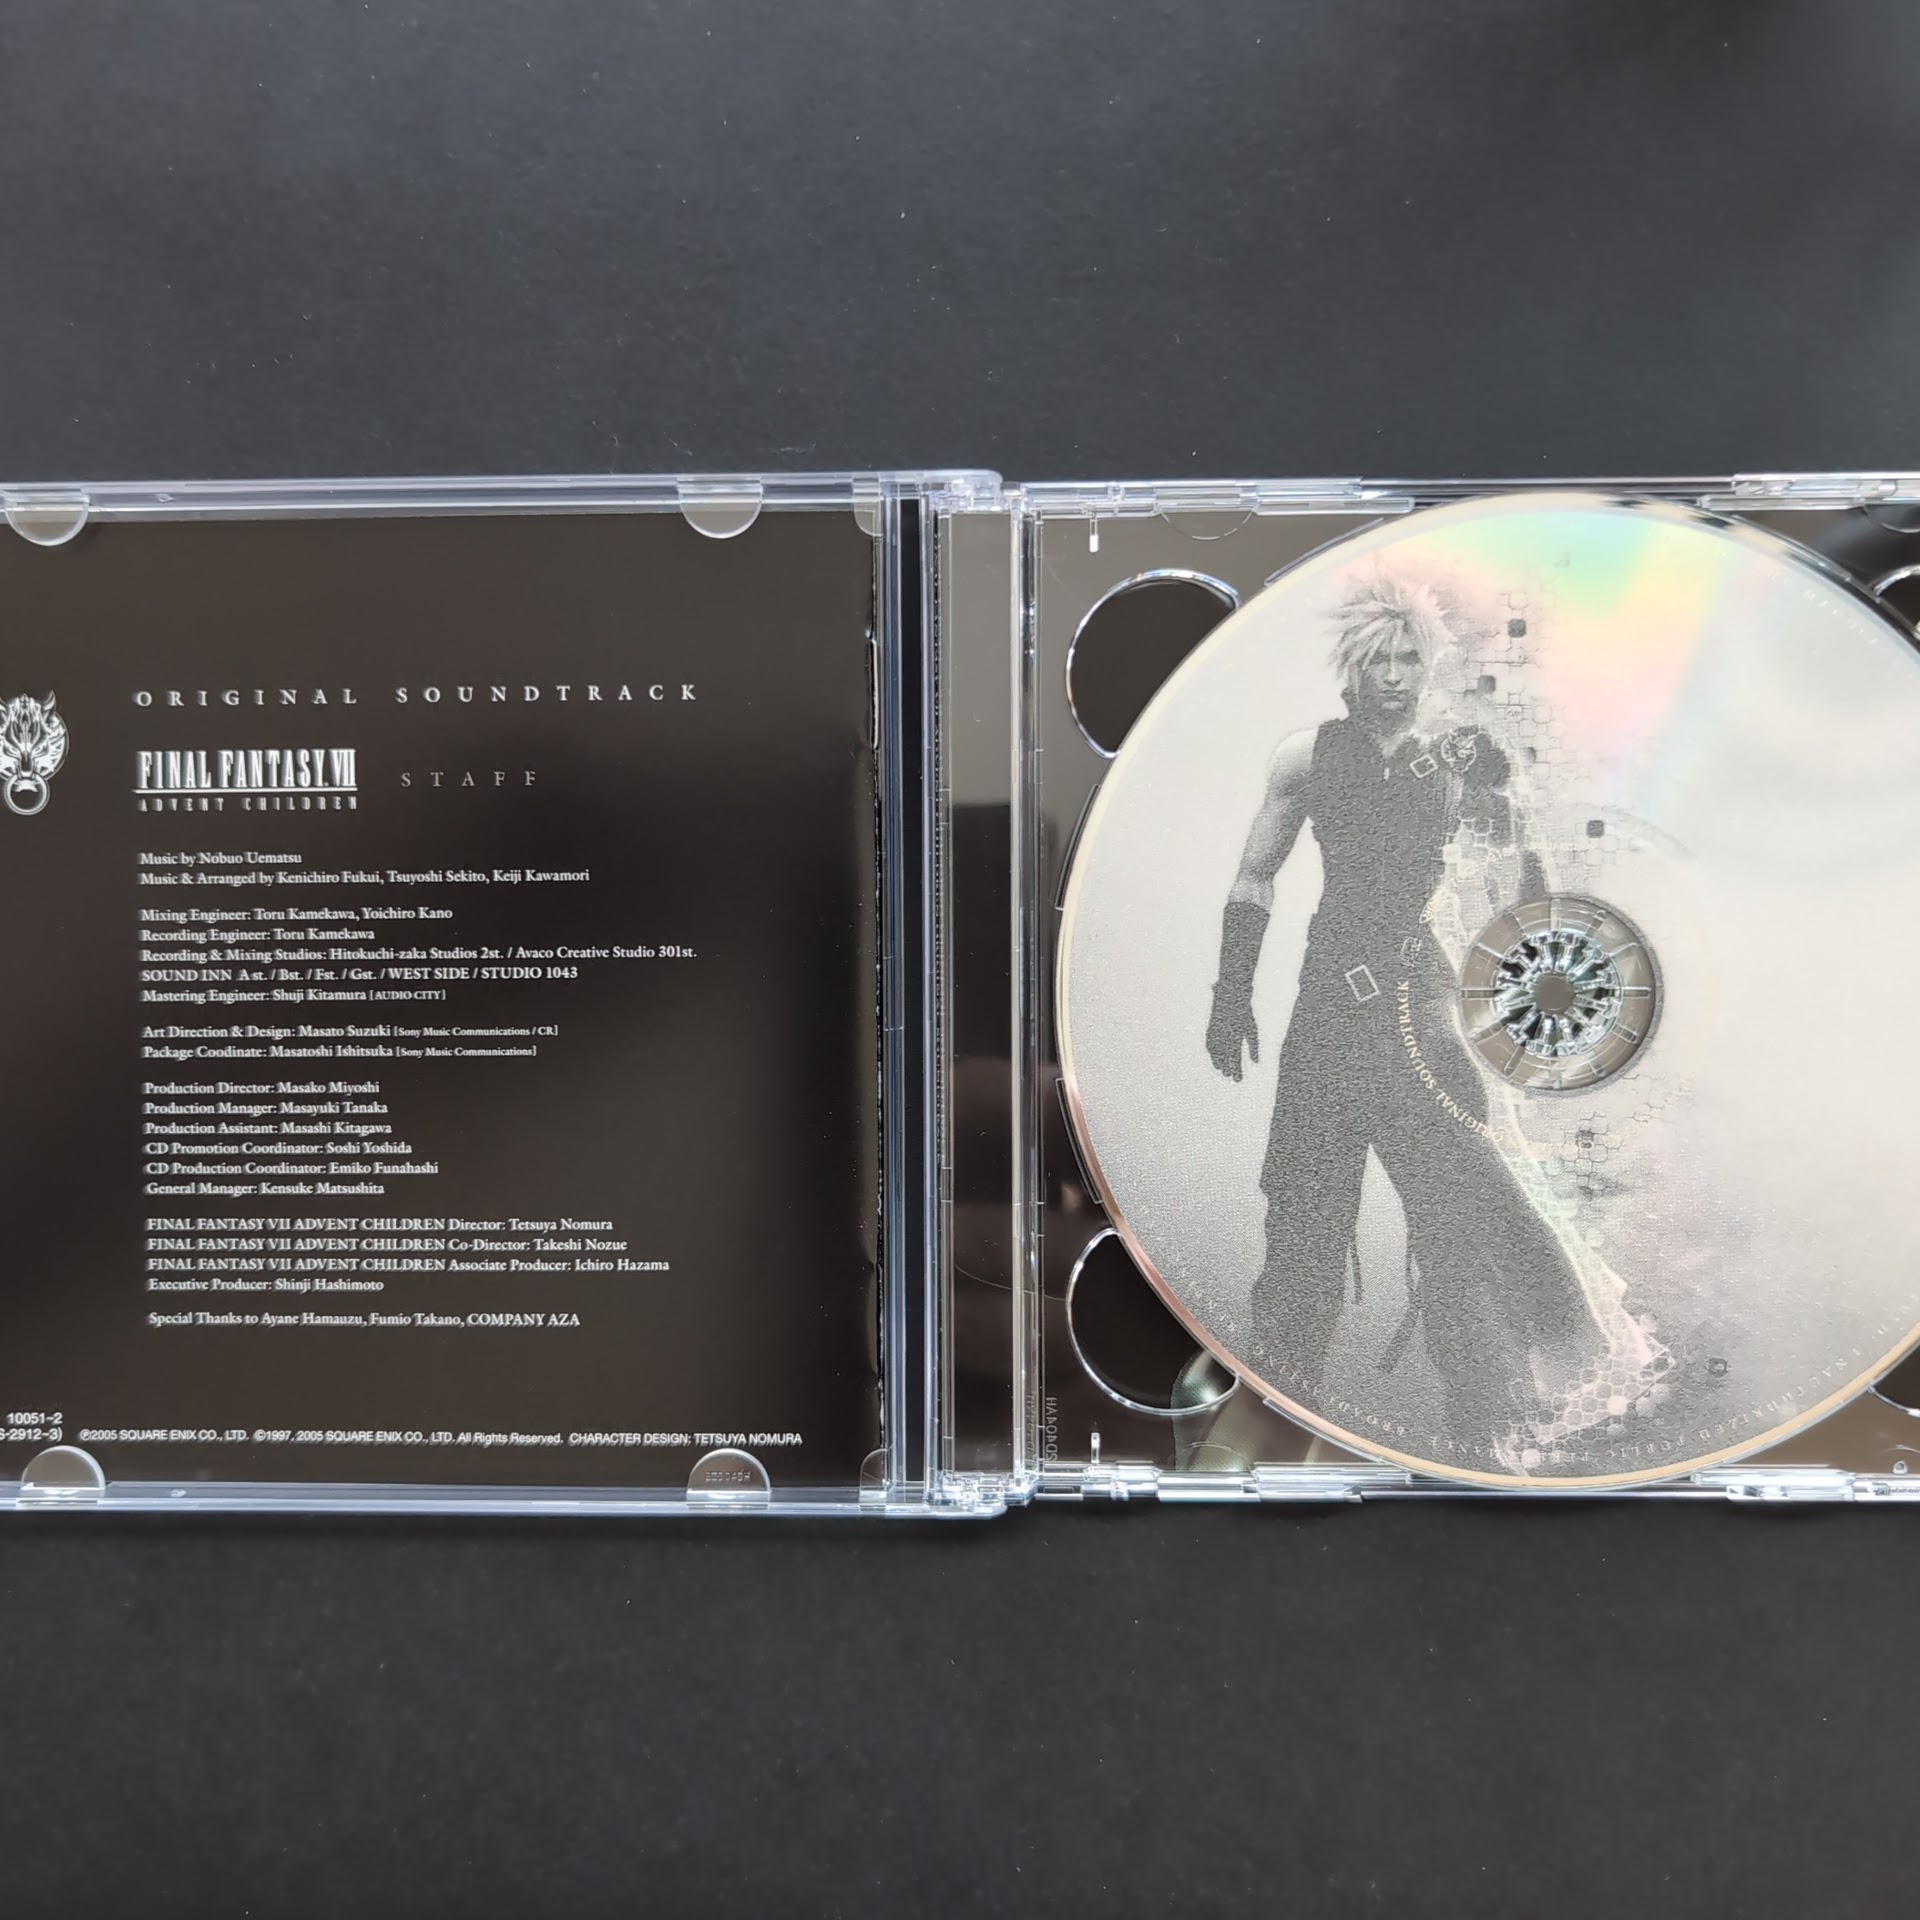 ORIGINAL SOUNDTRACK
FINAL FANTASY VII
ADVENT CHILDREN
STAFF
Music by Nobuo Uematsu
Music & Arranged by Kenichiro Fukui, Tsuyoshi Sekito, Keiji Kawamori
Mixing Engineer: Toru Kamekawa, Yoichiro Kano
Recording Engineer: Toru Kamekawa
Recording & Mixing Studios: Hitokuchi-zaka Studios 2st. / Avaco Creative Studio 301st.
SOUND INN A st. / Bst. / Fst. / Gst. / WEST SIDE / STUDIO 1043
Mastering Engineer: Shuji Kitamura [AUDIO CITY]
Art Direction & Design: Masato Suzuki [Sony Music Communications / CR]
Package Coodinate: Masatoshi Ishitsuka [Sony Music Communications]
Production Director: Masako Miyoshi
Production Manager: Masayuki Tanaka
Production Assistant: Masashi Kitagawa
CD Promotion Coordinator: Soshi Yoshida
CD Production Coordinator: Emiko Funahashi
General Manager: Kensuke Matsushita
FINAL FANTASY VII ADVENT CHILDREN Director: Tetsuya Nomura
FINAL FANTASY VII ADVENT CHILDREN Co-Director: Takeshi Nozue
FINAL FANTASY VII ADVENT CHILDREN Associate Producer: Ichiro Hazama
Executive Producer: Shinji Hashimoto
Special Thanks to Ayane Hamauzu, Fumio Takano, COMPANY AZA
10051~2
S-2912~3)
℗2005 SQUARE ENIX CO., LTD. ©1997, 2005 SQUARE ENIX CO., LTD. All Rights Reserved. CHARACTER DESIGN: TETSUYA NOMURA
ORIGINAL SOUNDTRACK